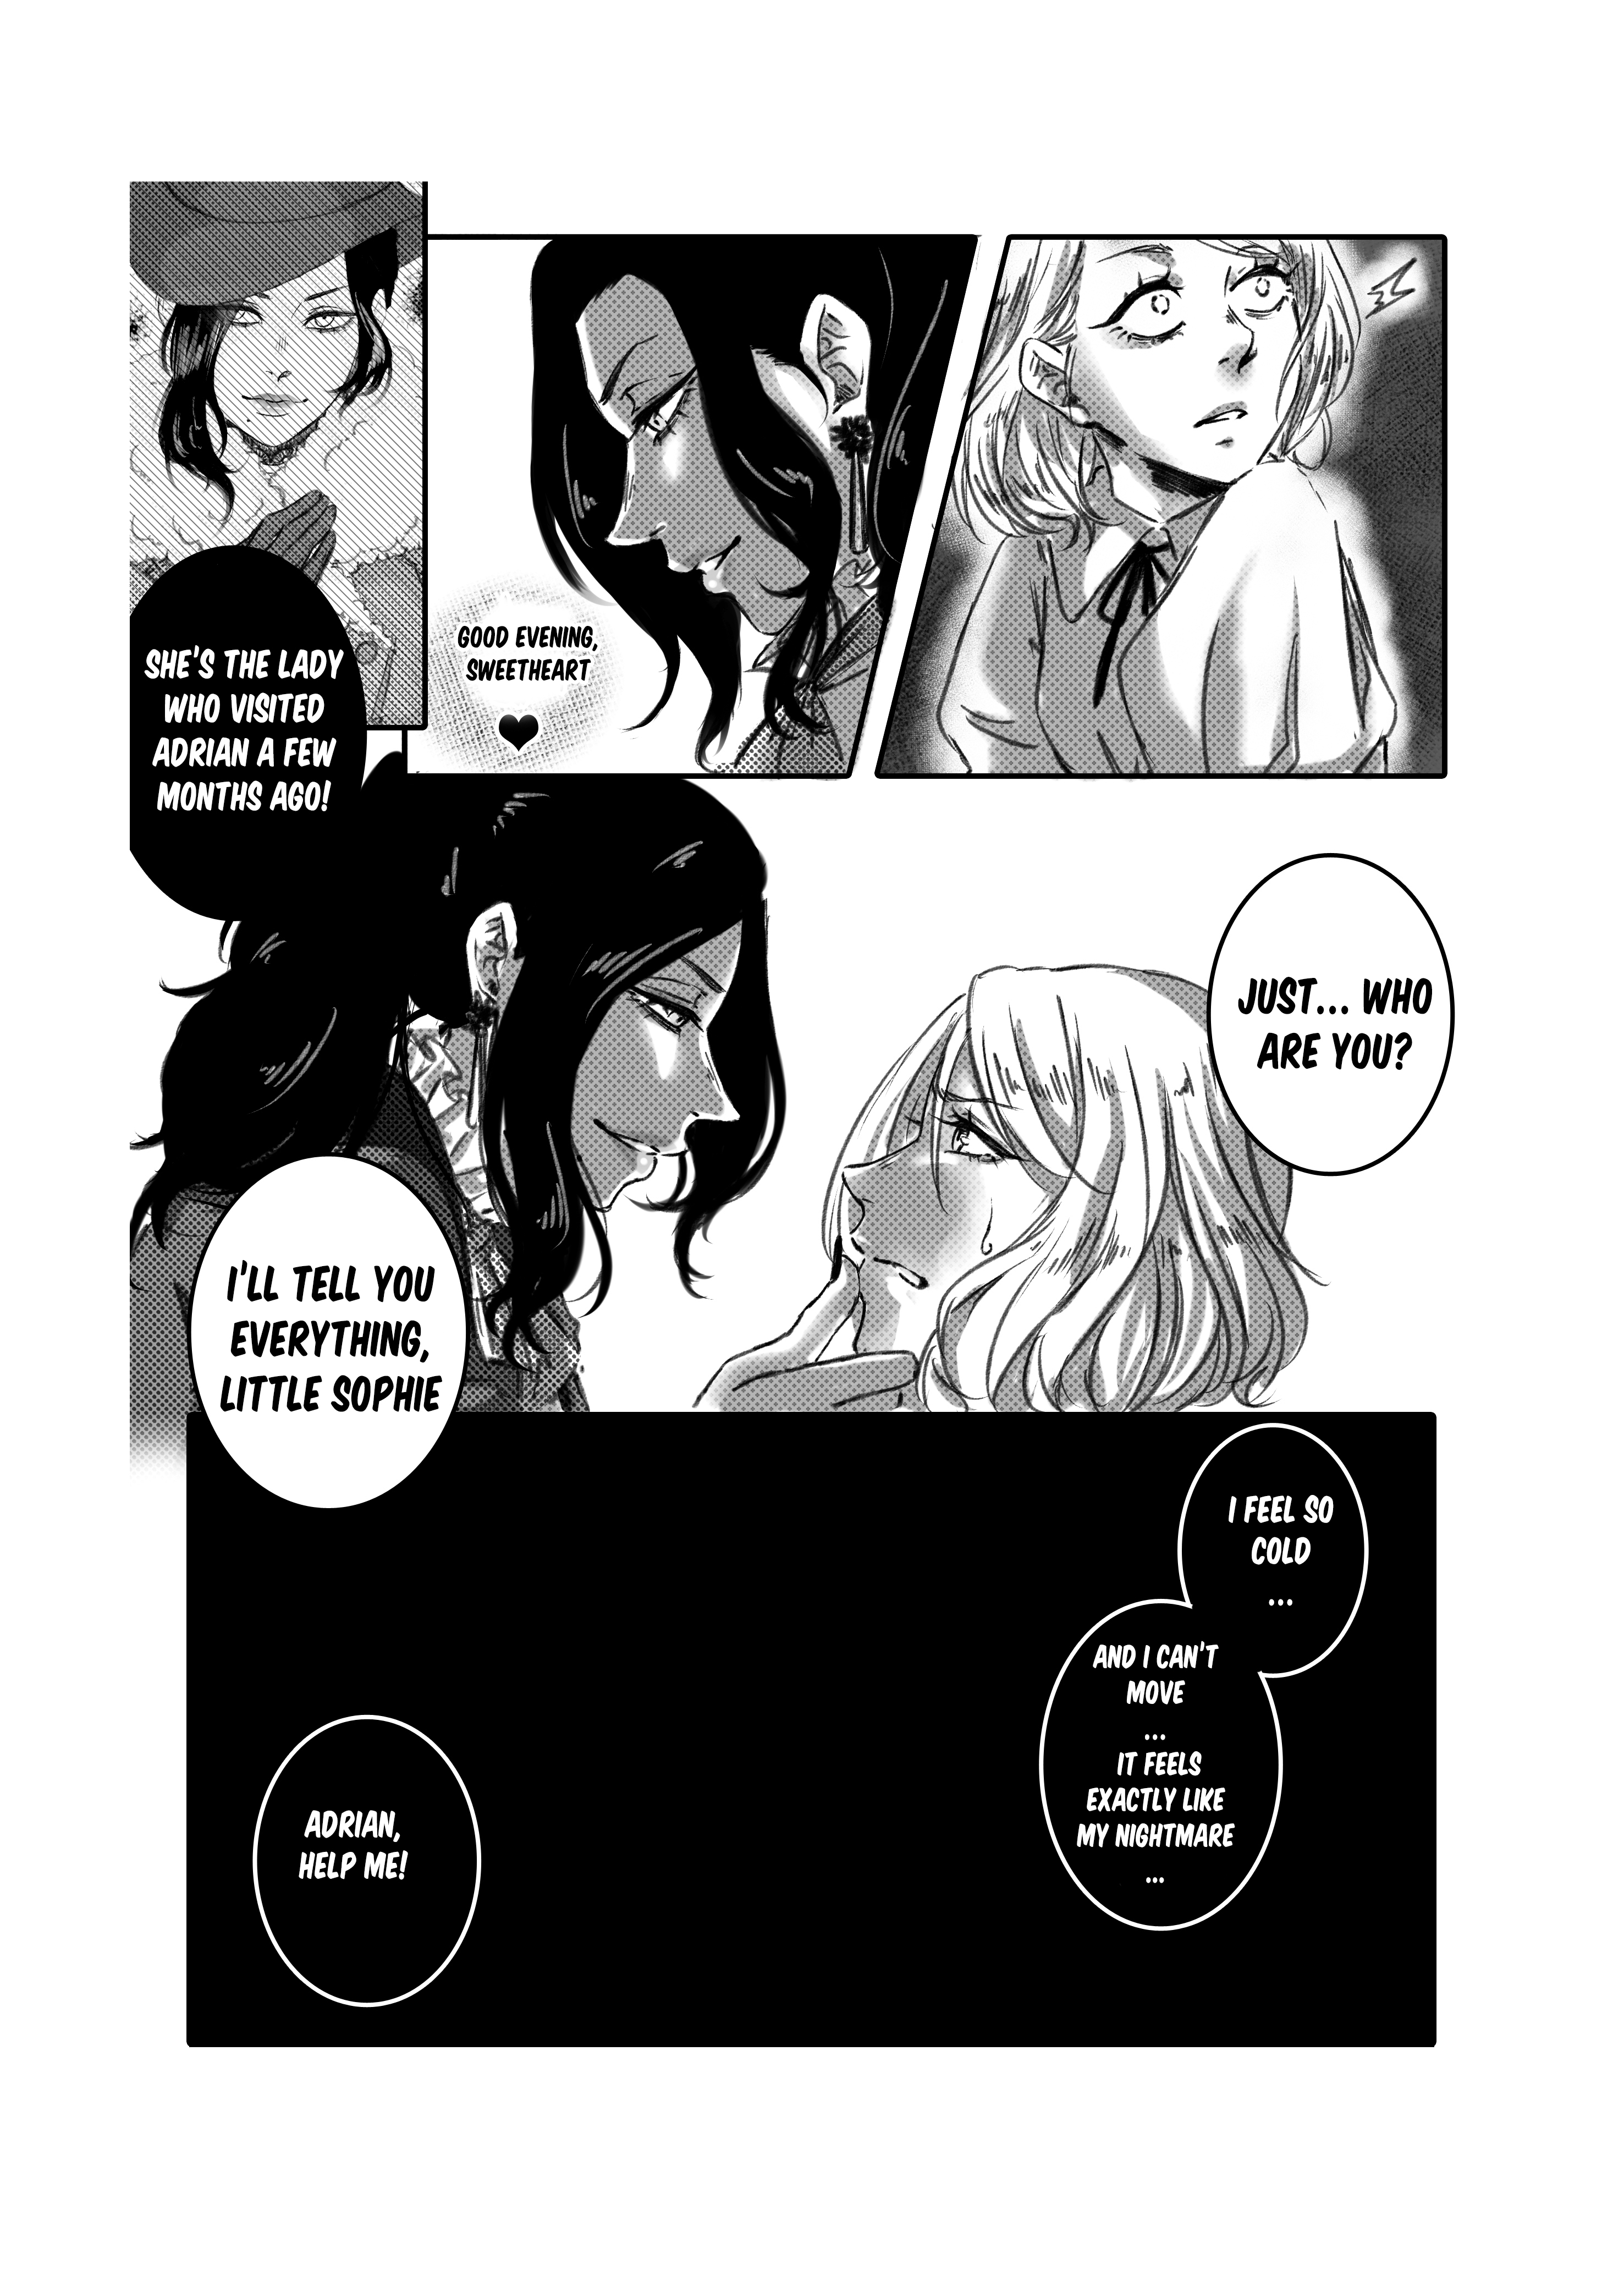 GOOD EVENING,
SWEETHEART
SHE'S THE LADY
WHO VISITED
ADRIAN A FEW
MONTHS AGO!
JUST... WHO
ARE YOU?
I'LL TELL YOU
EVERYTHING,
LITTLE SOPHIE
I FEEL SO
COLD
...
AND I CAN'T
MOVE
...
IT FEELS
EXACTLY LIKE
MY NIGHTMARE
...
ADRIAN,
HELP ME!